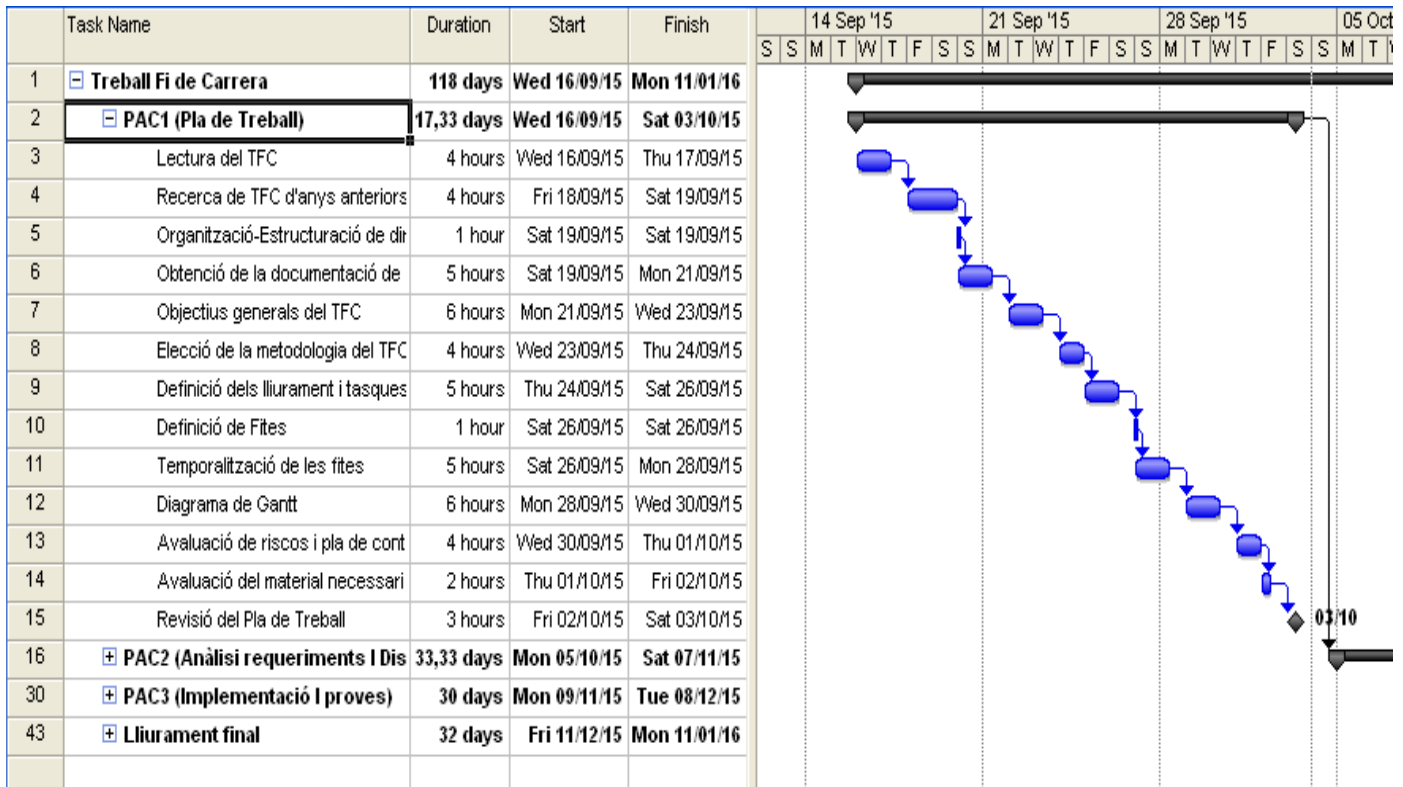 Task Name Duration Start Finish 14 Sep '15 21 Sep '15 28 Sep '15 05 Oct
S S M T W T F S S M T W T F S S M T W T F S S M T
1 Treball Fi de Carrera 118 days Wed 16/09/15 Mon 11/01/16
2 PAC1 (Pla de Treball) 17,33 days Wed 16/09/15 Sat 03/10/15
3 Lectura del TFC 4 hours Wed 16/09/15 Thu 17/09/15
4 Recerca de TFC d'anys anteriors 4 hours Fri 18/09/15 Sat 19/09/15
5 Organització-Estructuració de dir 1 hour Sat 19/09/15 Sat 19/09/15
6 Obtenció de la documentació de 5 hours Sat 19/09/15 Mon 21/09/15
7 Objectius generals del TFC 6 hours Mon 21/09/15 Wed 23/09/15
8 Elecció de la metodologia del TFC 4 hours Wed 23/09/15 Thu 24/09/15
9 Definició dels lliurament i tasques 5 hours Thu 24/09/15 Sat 26/09/15
10 Definició de Fites 1 hour Sat 26/09/15 Sat 26/09/15
11 Temporalització de les fites 5 hours Sat 26/09/15 Mon 28/09/15
12 Diagrama de Gantt 6 hours Mon 28/09/15 Wed 30/09/15
13 Avaluació de riscos i pla de cont 4 hours Wed 30/09/15 Thu 01/10/15
14 Avaluació del material necessari 2 hours Thu 01/10/15 Fri 02/10/15
15 Revisió del Pla de Treball 3 hours Fri 02/10/15 Sat 03/10/15 03/10
16 PAC2 (Anàlisi requeriments I Dis 33,33 days Mon 05/10/15 Sat 07/11/15
30 PAC3 (Implementació I proves) 30 days Mon 09/11/15 Tue 08/12/15
43 Lliurament final 32 days Fri 11/12/15 Mon 11/01/16